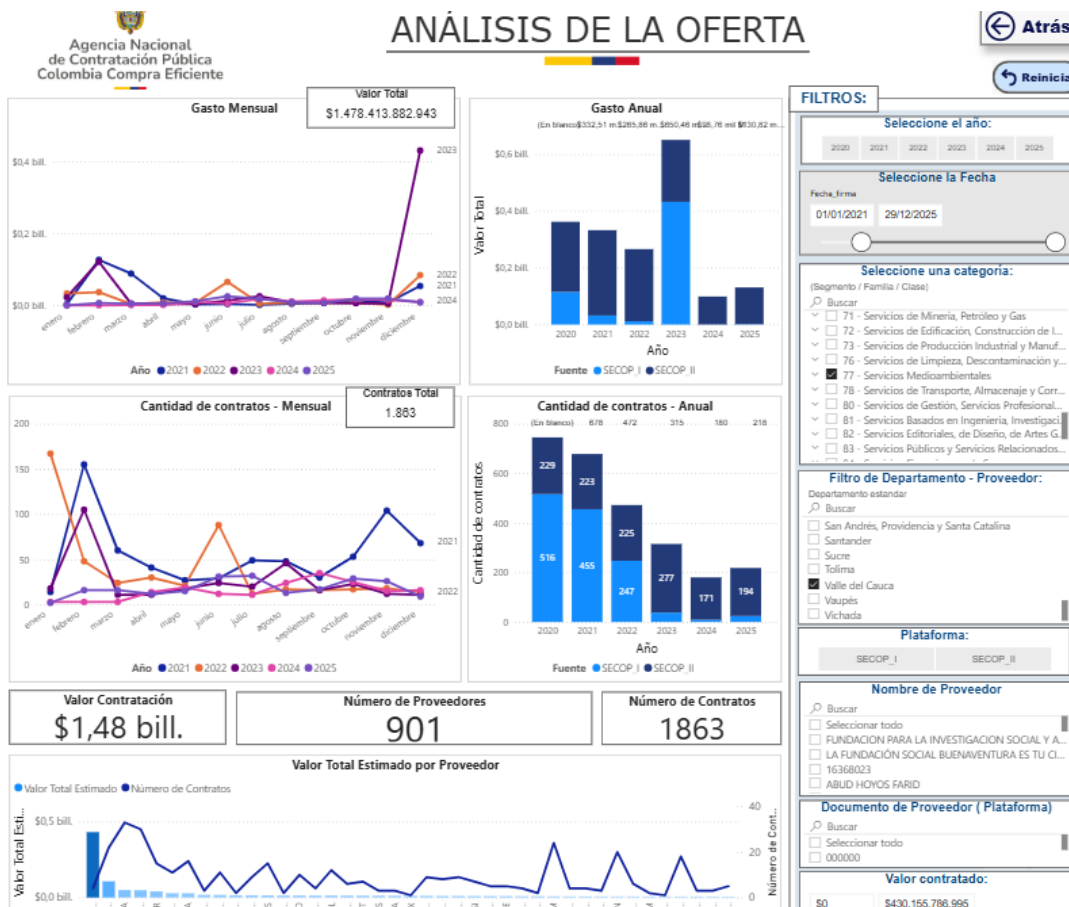 ANÁLISIS DE LA OFERTA
Agencia Nacional
de Contratación Pública
Colombia Compra Eficiente
Atrás
Reinicia
Gasto Mensual
Valor Total
$1.478.413.882.943
$0,4 bill.
$0,2 bill.
$0,0 bill.
2023
2022
2021
2024
enero
febrero
marzo
abril
mayo
junio
julio
agosto
septiembre
octubre
noviembre
diciembre
Año 2021 2022 2023 2024 2025
Gasto Anual
(En blanco)
$0,6 bill.
$0,4 bill.
$0,2 bill.
$0,0 bill.
Valor Total
2020 2021 2022 2023 2024 2025
Año
Fuente SECOP_I SECOP_II
Cantidad de contratos - Mensual
Contratos Total
1.863
200
150
100
50
0
2021
2022
enero
febrero
marzo
abril
mayo
junio
julio
agosto
septiembre
octubre
noviembre
diciembre
Año 2021 2022 2023 2024 2025
Cantidad de contratos - Anual
(En blanco) 678 472 315 180 218
800
600
400
200
0
Cantidad de contratos
229 223 225 277 171 194
516 455 247
2020 2021 2022 2023 2024 2025
Año
Fuente SECOP_I SECOP_II
Valor Contratación
$1,48 bill.
Número de Proveedores
901
Número de Contratos
1863
Valor Total Estimado por Proveedor
Valor Total Estimado Número de Contratos
Valor Total Esti...
$0,5 bill.
$0,0 bill.
40
20
0
Número de Cont...
FILTROS:
Seleccione el año:
2020 2021 2022 2023 2024 2025
Seleccione la Fecha
Fecha_firma
01/01/2021 29/12/2025
Seleccione una categoría:
(Segmento / Familia / Clase)
Buscar
71 - Servicios de Minería, Petróleo y Gas
72 - Servicios de Edificación, Construcción de I...
73 - Servicios de Producción Industrial y Manuf...
76 - Servicios de Limpieza, Descontaminación y...
77 - Servicios Medioambientales
78 - Servicios de Transporte, Almacenaje y Corr...
80 - Servicios de Gestión, Servicios Profesional...
81 - Servicios Basados en Ingeniería, Investigaci...
82 - Servicios Editoriales, de Diseño, de Artes G...
83 - Servicios Públicos y Servicios Relacionados...
Filtro de Departamento - Proveedor:
Departamento estandar
Buscar
San Andrés, Providencia y Santa Catalina
Santander
Sucre
Tolima
Valle del Cauca
Vaupés
Vichada
Plataforma:
SECOP_I SECOP_II
Nombre de Proveedor
Buscar
Seleccionar todo
FUNDACION PARA LA INVESTIGACION SOCIAL Y A...
LA FUNDACIÓN SOCIAL BUENAVENTURA ES TU CI...
16368023
ABUD HOYOS FARID
Documento de Proveedor ( Plataforma)
Buscar
Seleccionar todo
000000
Valor contratado:
$0 $430.155.786.995